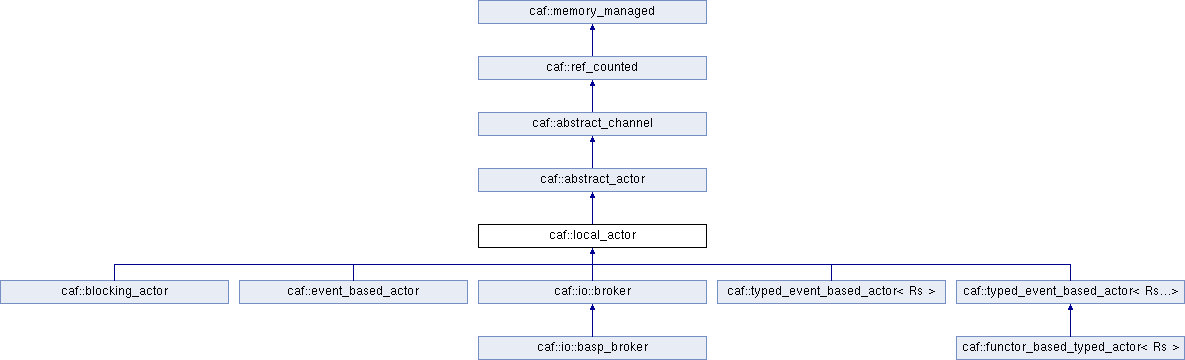 caf::memory_managed
caf::ref_counted
caf::abstract_channel
caf::abstract_actor
caf::local_actor
caf::blocking_actor
caf::event_based_actor
caf::io::broker
caf::typed_event_based_actor< Rs >
caf::typed_event_based_actor< Rs...>
caf::io::basp_broker
caf::functor_based_typed_actor< Rs >